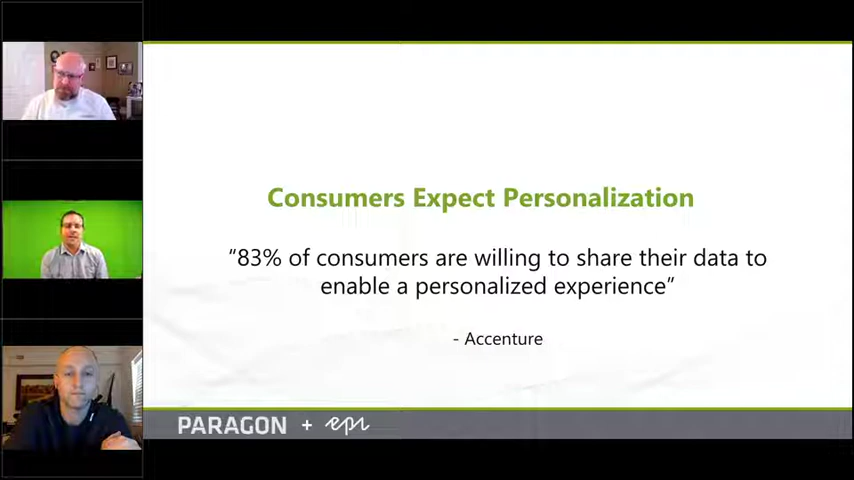 Consumers Expect Personalization
“83% of consumers are willing to share their data to
enable a personalized experience”
- Accenture
PARAGON + epi